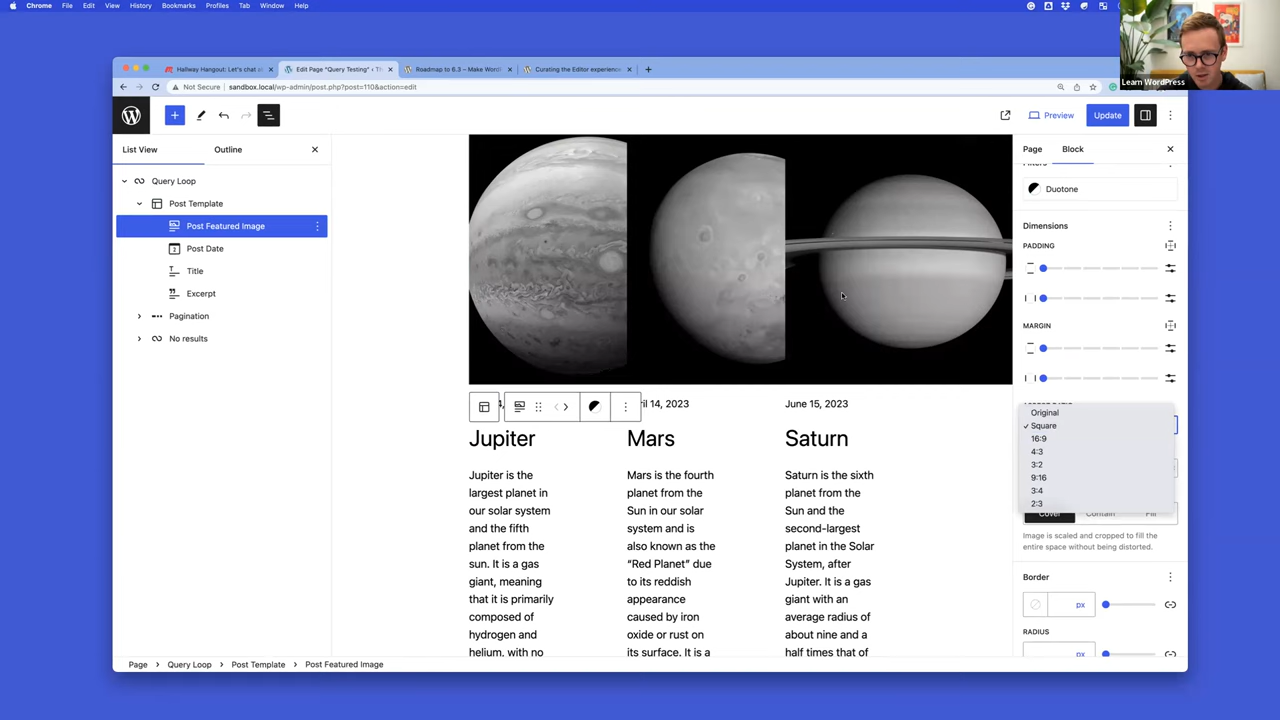 Chrome File Edit View History Bookmarks Profiles Tab Window Help
Learn WordPress
Hallway Hangout: Let's chat
Edit Page "Query Testing"
Roadmap to 6.3 – Make
Curating the Editor experience
Not Secure sandbox.local/wp-admin/post.php?post=110&action=edit
Preview Update
List View Outline
Query Loop
Post Template
Post Featured Image
Post Date
Title
Excerpt
Pagination
No results
14, 2023
June 15, 2023
Jupiter
Jupiter is the
largest planet in
our solar system
and the fifth
planet from the
sun. It is a gas
giant, meaning
that it is primarily
composed of
hydrogen and
helium, with no
Mars
Mars is the fourth
planet from the
Sun in our solar
system and is
also known as the
“Red Planet” due
to its reddish
appearance
caused by iron
oxide or rust on
its surface. It is a
Saturn
Saturn is the sixth
planet from the
Sun and the
second-largest
planet in the Solar
System, after
Jupiter. It is a gas
giant with an
average radius of
about nine and a
half times that of
Page Block
Duotone
Dimensions
PADDING
MARGIN
Original
✓ Square
16:9
4:3
3:2
9:16
3:4
2:3
Cover Contain Fill
Image is scaled and cropped to fill the
entire space without being distorted.
Border
px
RADIUS
px
Page > Query Loop > Post Template > Post Featured Image